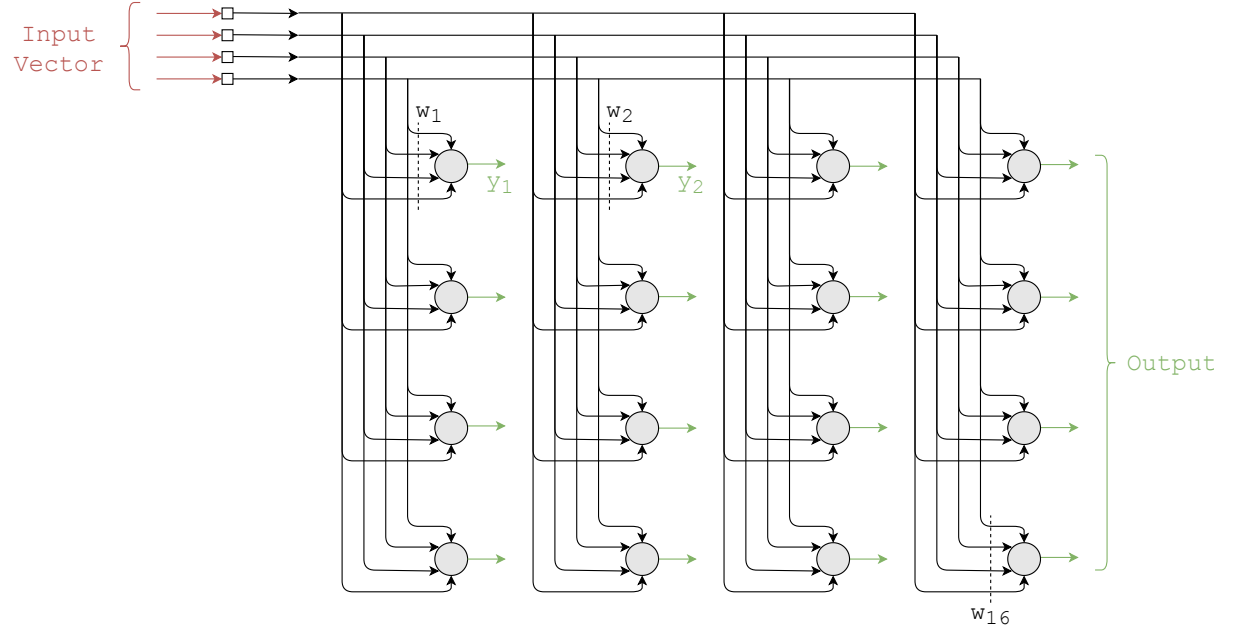 Input
Vector
w₁
w₂
y₁
y₂
Output
w₁₆